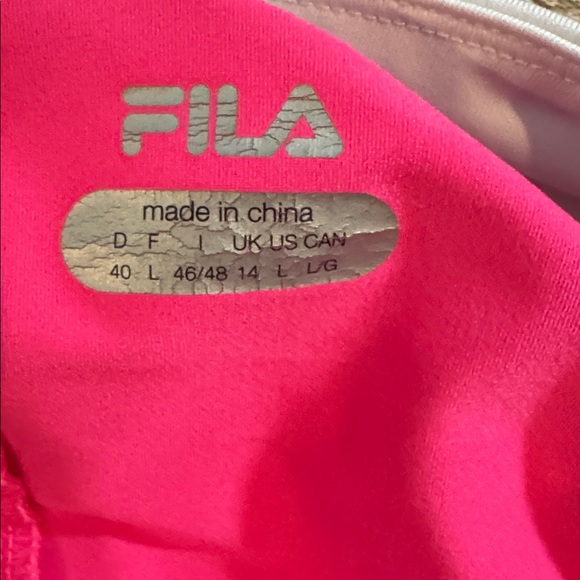 FILA
made in china
D F I UK US CAN
40 L 46/48 14 L L/G